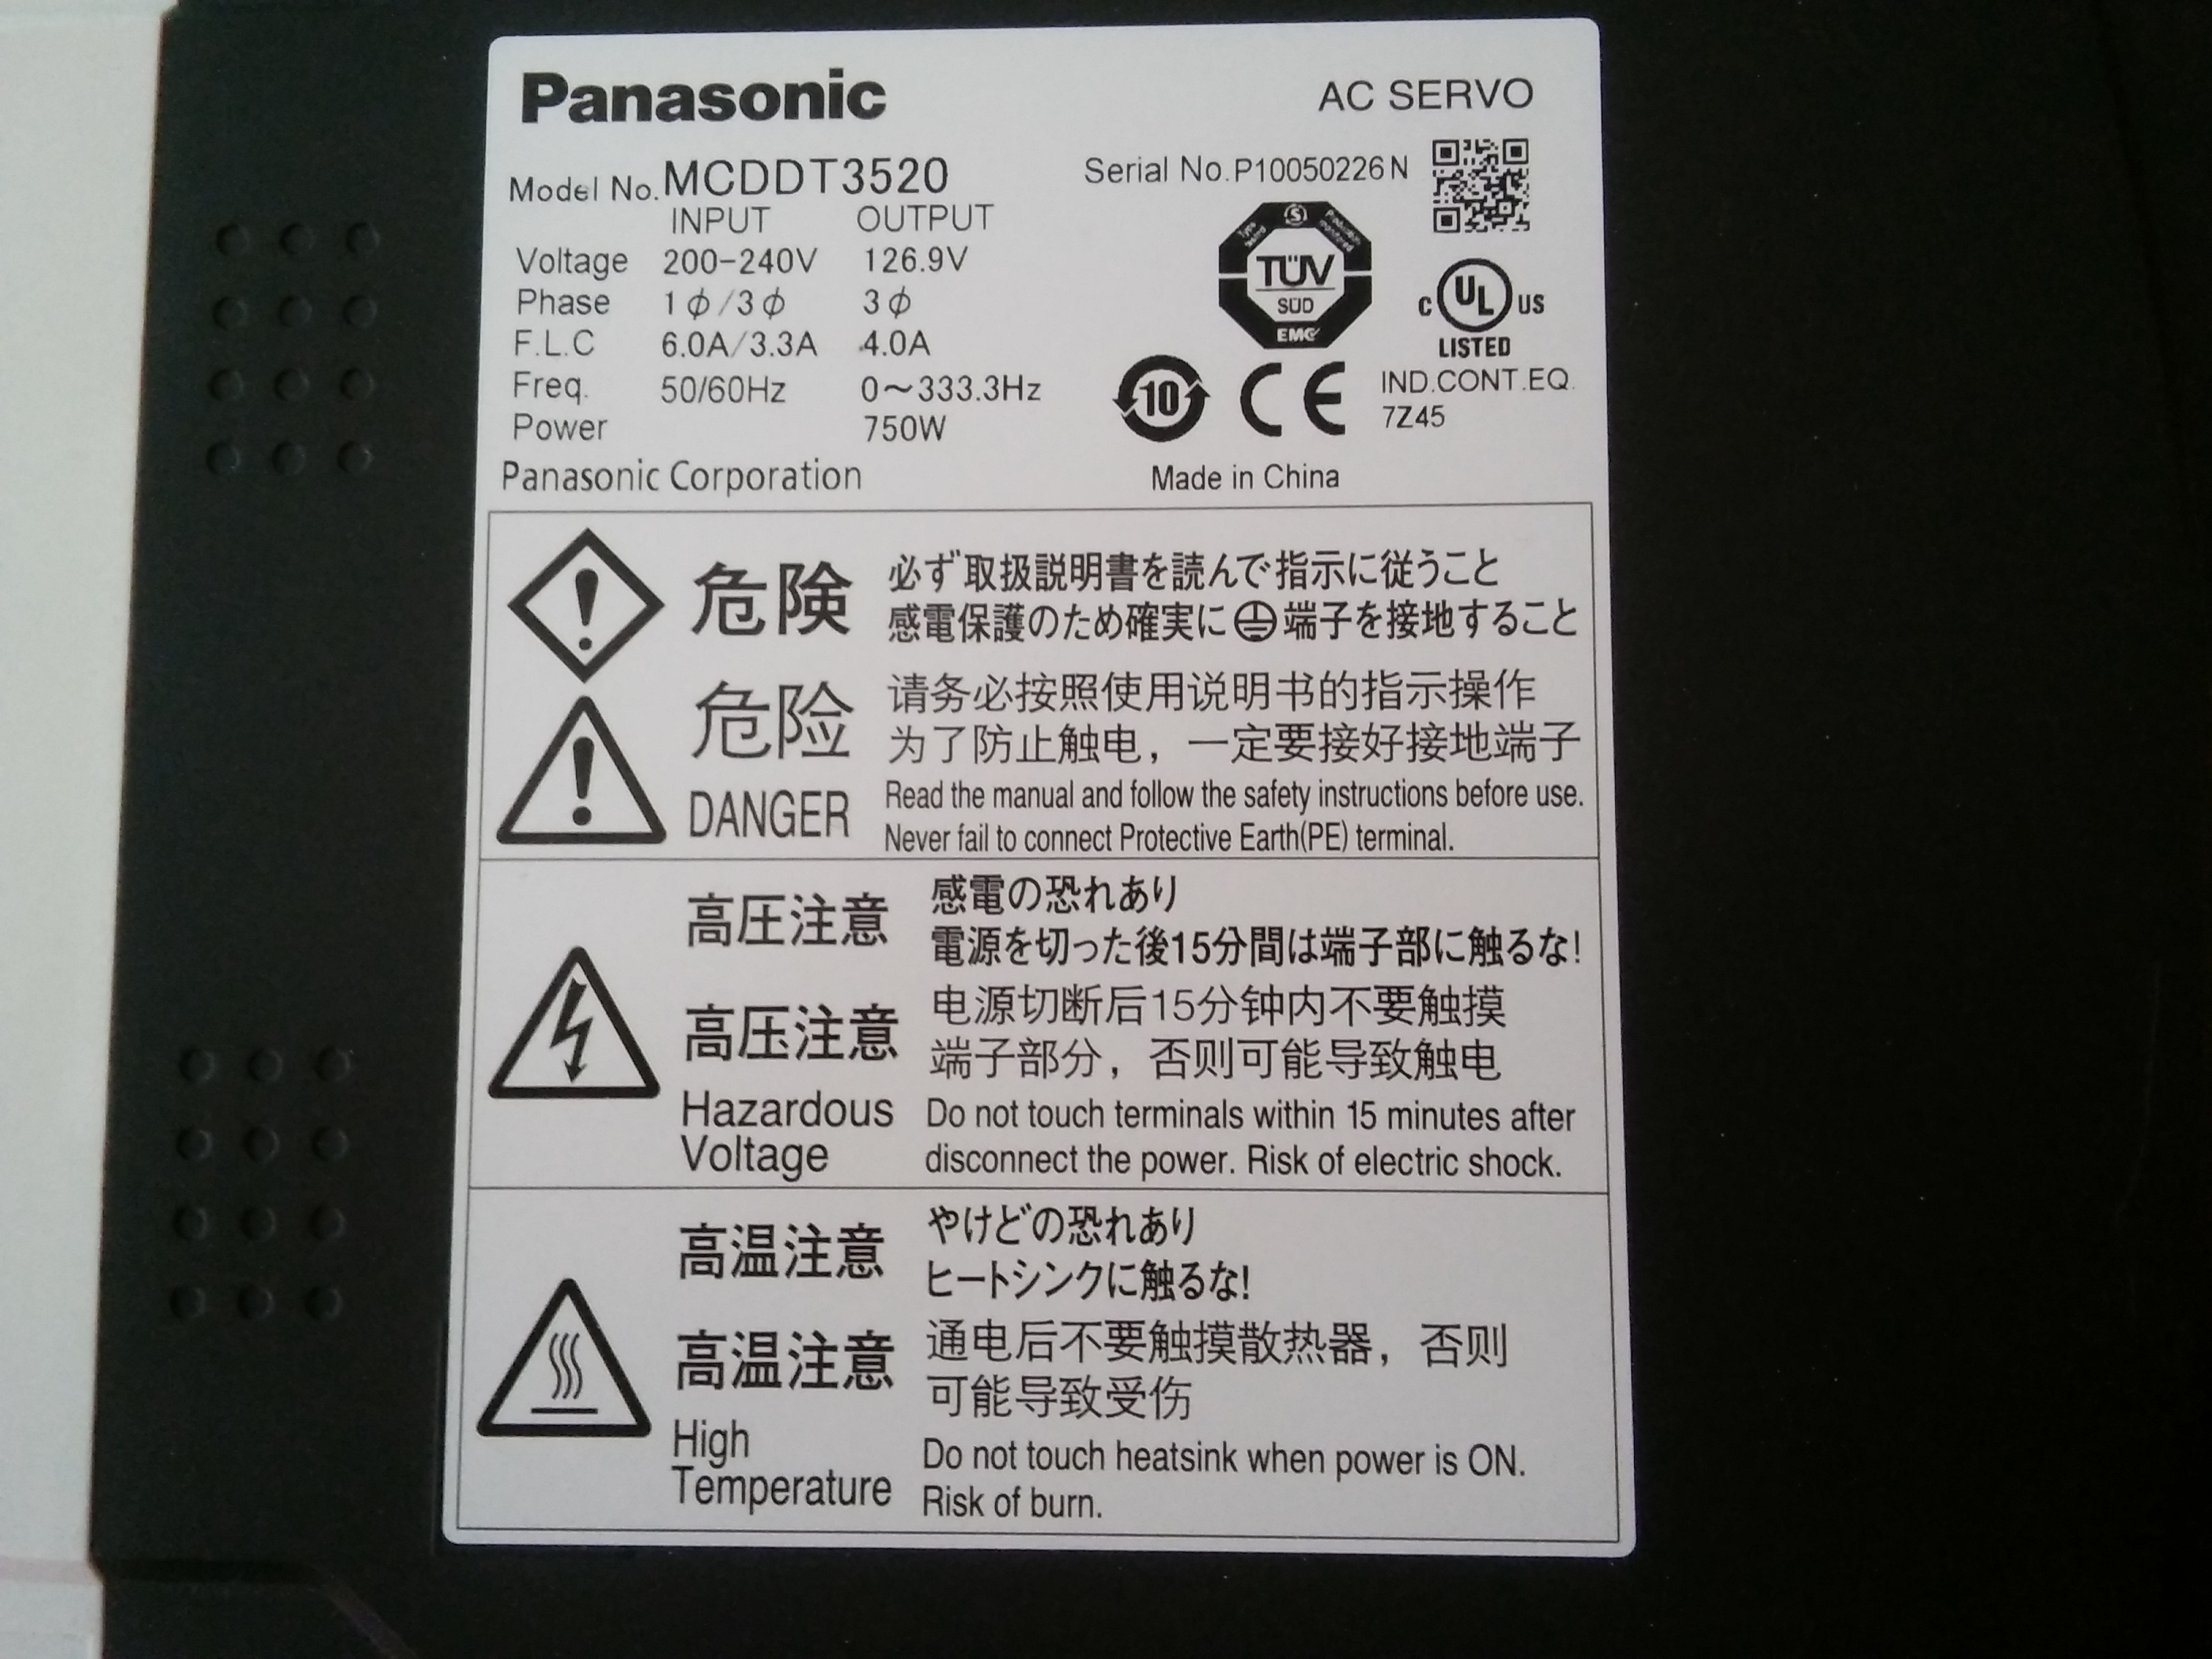 Panasonic
AC SERVO
Model No. MCDDT3520
Serial No. P10050226N
INPUT OUTPUT
Voltage 200-240V 126.9V
Phase 1ϕ/3ϕ 3ϕ
F.L.C 6.0A/3.3A 4.0A
Freq. 50/60Hz 0～333.3Hz
Power 750W
TÜV
SÜD
EMC
C UL US
LISTED
IND.CONT.EQ.
7Z45
10
CE
Panasonic Corporation
Made in China
危険
必ず取扱説明書を読んで指示に従うこと
感電保護のため確実に⏚端子を接地すること
危险
请务必按照使用说明书的指示操作
为了防止触电，一定要接好接地端子
DANGER
Read the manual and follow the safety instructions before use.
Never fail to connect Protective Earth(PE) terminal.
高圧注意
感電の恐れあり
電源を切った後15分間は端子部に触るな!
高压注意
电源切断后15分钟内不要触摸
端子部分，否则可能导致触电
Hazardous
Voltage
Do not touch terminals within 15 minutes after
disconnect the power. Risk of electric shock.
高温注意
やけどの恐れあり
ヒートシンクに触るな!
高温注意
通电后不要触摸散热器，否则
可能导致受伤
High
Temperature
Do not touch heatsink when power is ON.
Risk of burn.